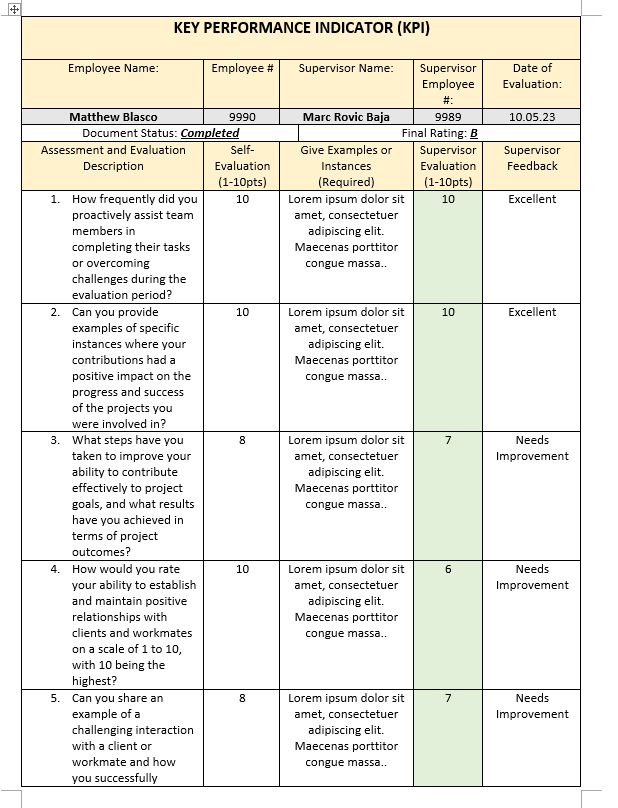 KEY PERFORMANCE INDICATOR (KPI)
Employee Name:
Employee #
Supervisor Name:
Supervisor
Employee
#:
Date of
Evaluation:
Matthew Blasco
9990
Marc Rovic Baja
9989
10.05.23
Document Status: Completed
Final Rating: B
Assessment and Evaluation
Description
Self-
Evaluation
(1-10pts)
Give Examples or
Instances
(Required)
Supervisor
Evaluation
(1-10pts)
Supervisor
Feedback
1. How frequently did you
proactively assist team
members in
completing their tasks
or overcoming
challenges during the
evaluation period?
10
Lorem ipsum dolor sit
amet, consectetuer
adipiscing elit.
Maecenas porttitor
congue massa..
10
Excellent
2. Can you provide
examples of specific
instances where your
contributions had a
positive impact on the
progress and success
of the projects you
were involved in?
10
Lorem ipsum dolor sit
amet, consectetuer
adipiscing elit.
Maecenas porttitor
congue massa..
10
Excellent
3. What steps have you
taken to improve your
ability to contribute
effectively to project
goals, and what results
have you achieved in
terms of project
outcomes?
8
Lorem ipsum dolor sit
amet, consectetuer
adipiscing elit.
Maecenas porttitor
congue massa..
7
Needs
Improvement
4. How would you rate
your ability to establish
and maintain positive
relationships with
clients and workmates
on a scale of 1 to 10,
with 10 being the
highest?
10
Lorem ipsum dolor sit
amet, consectetuer
adipiscing elit.
Maecenas porttitor
congue massa..
6
Needs
Improvement
5. Can you share an
example of a
challenging interaction
with a client or
workmate and how
you successfully
8
Lorem ipsum dolor sit
amet, consectetuer
adipiscing elit.
Maecenas porttitor
congue massa..
7
Needs
Improvement